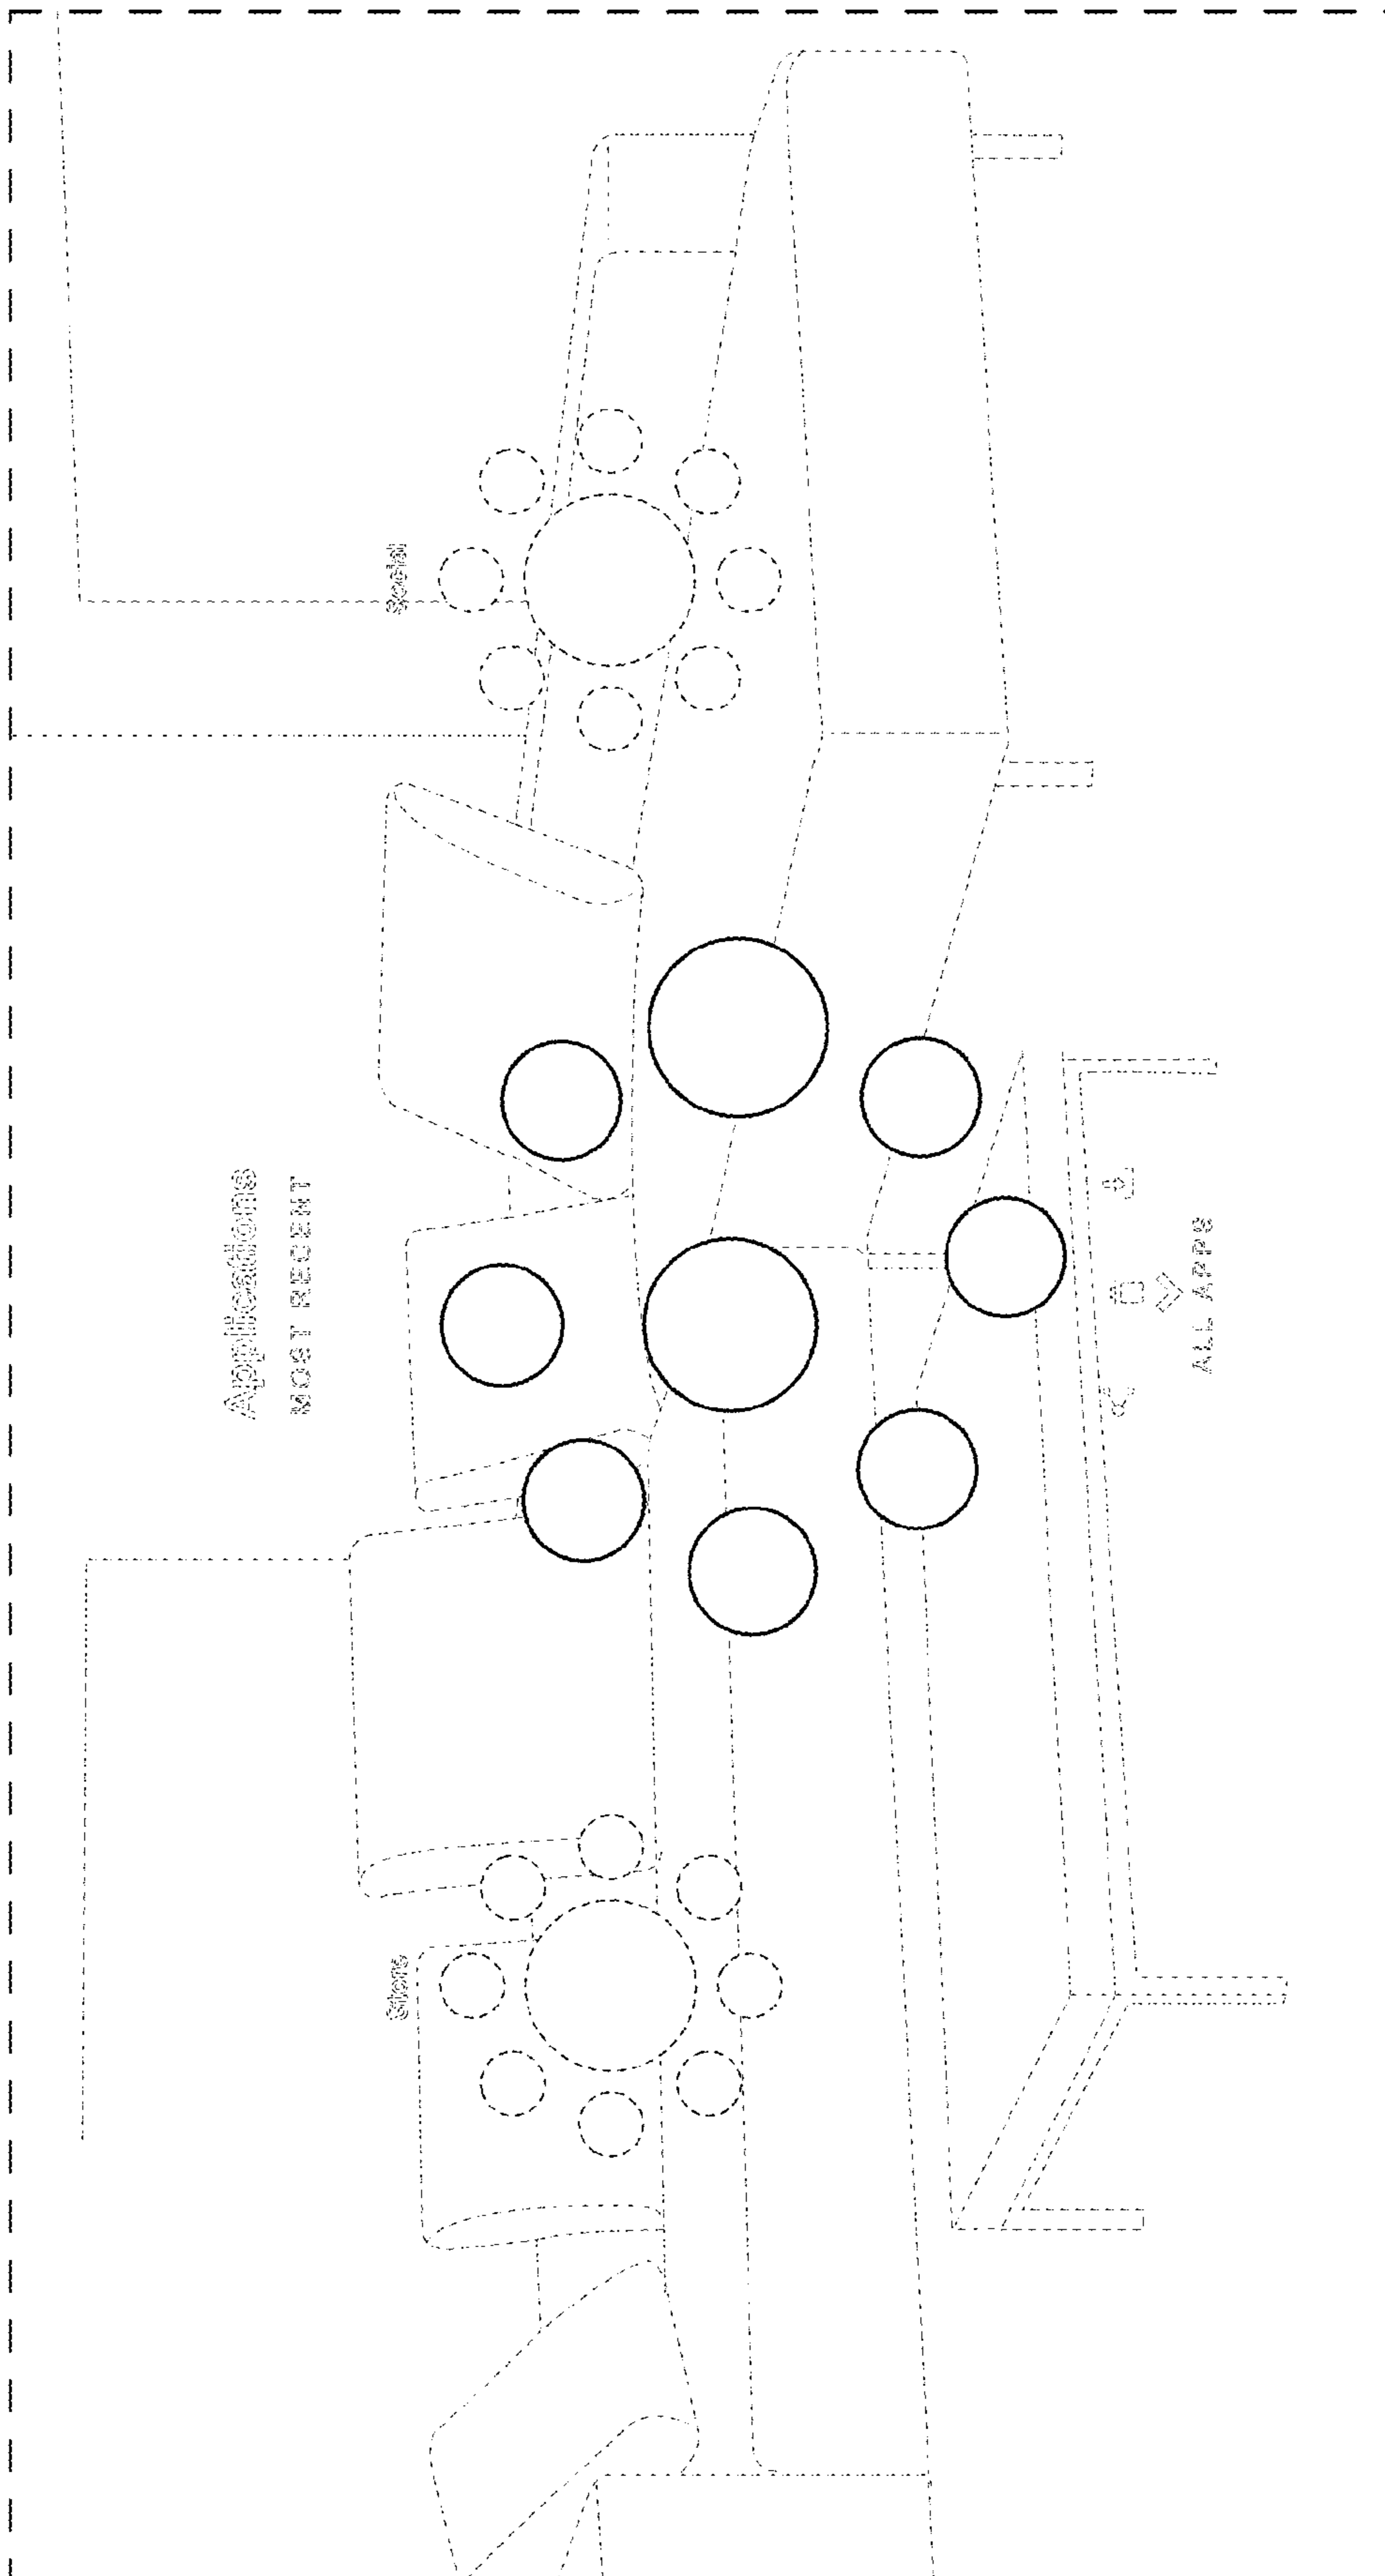 Applications
MOST RECENT
Store
Social
ALL APPS